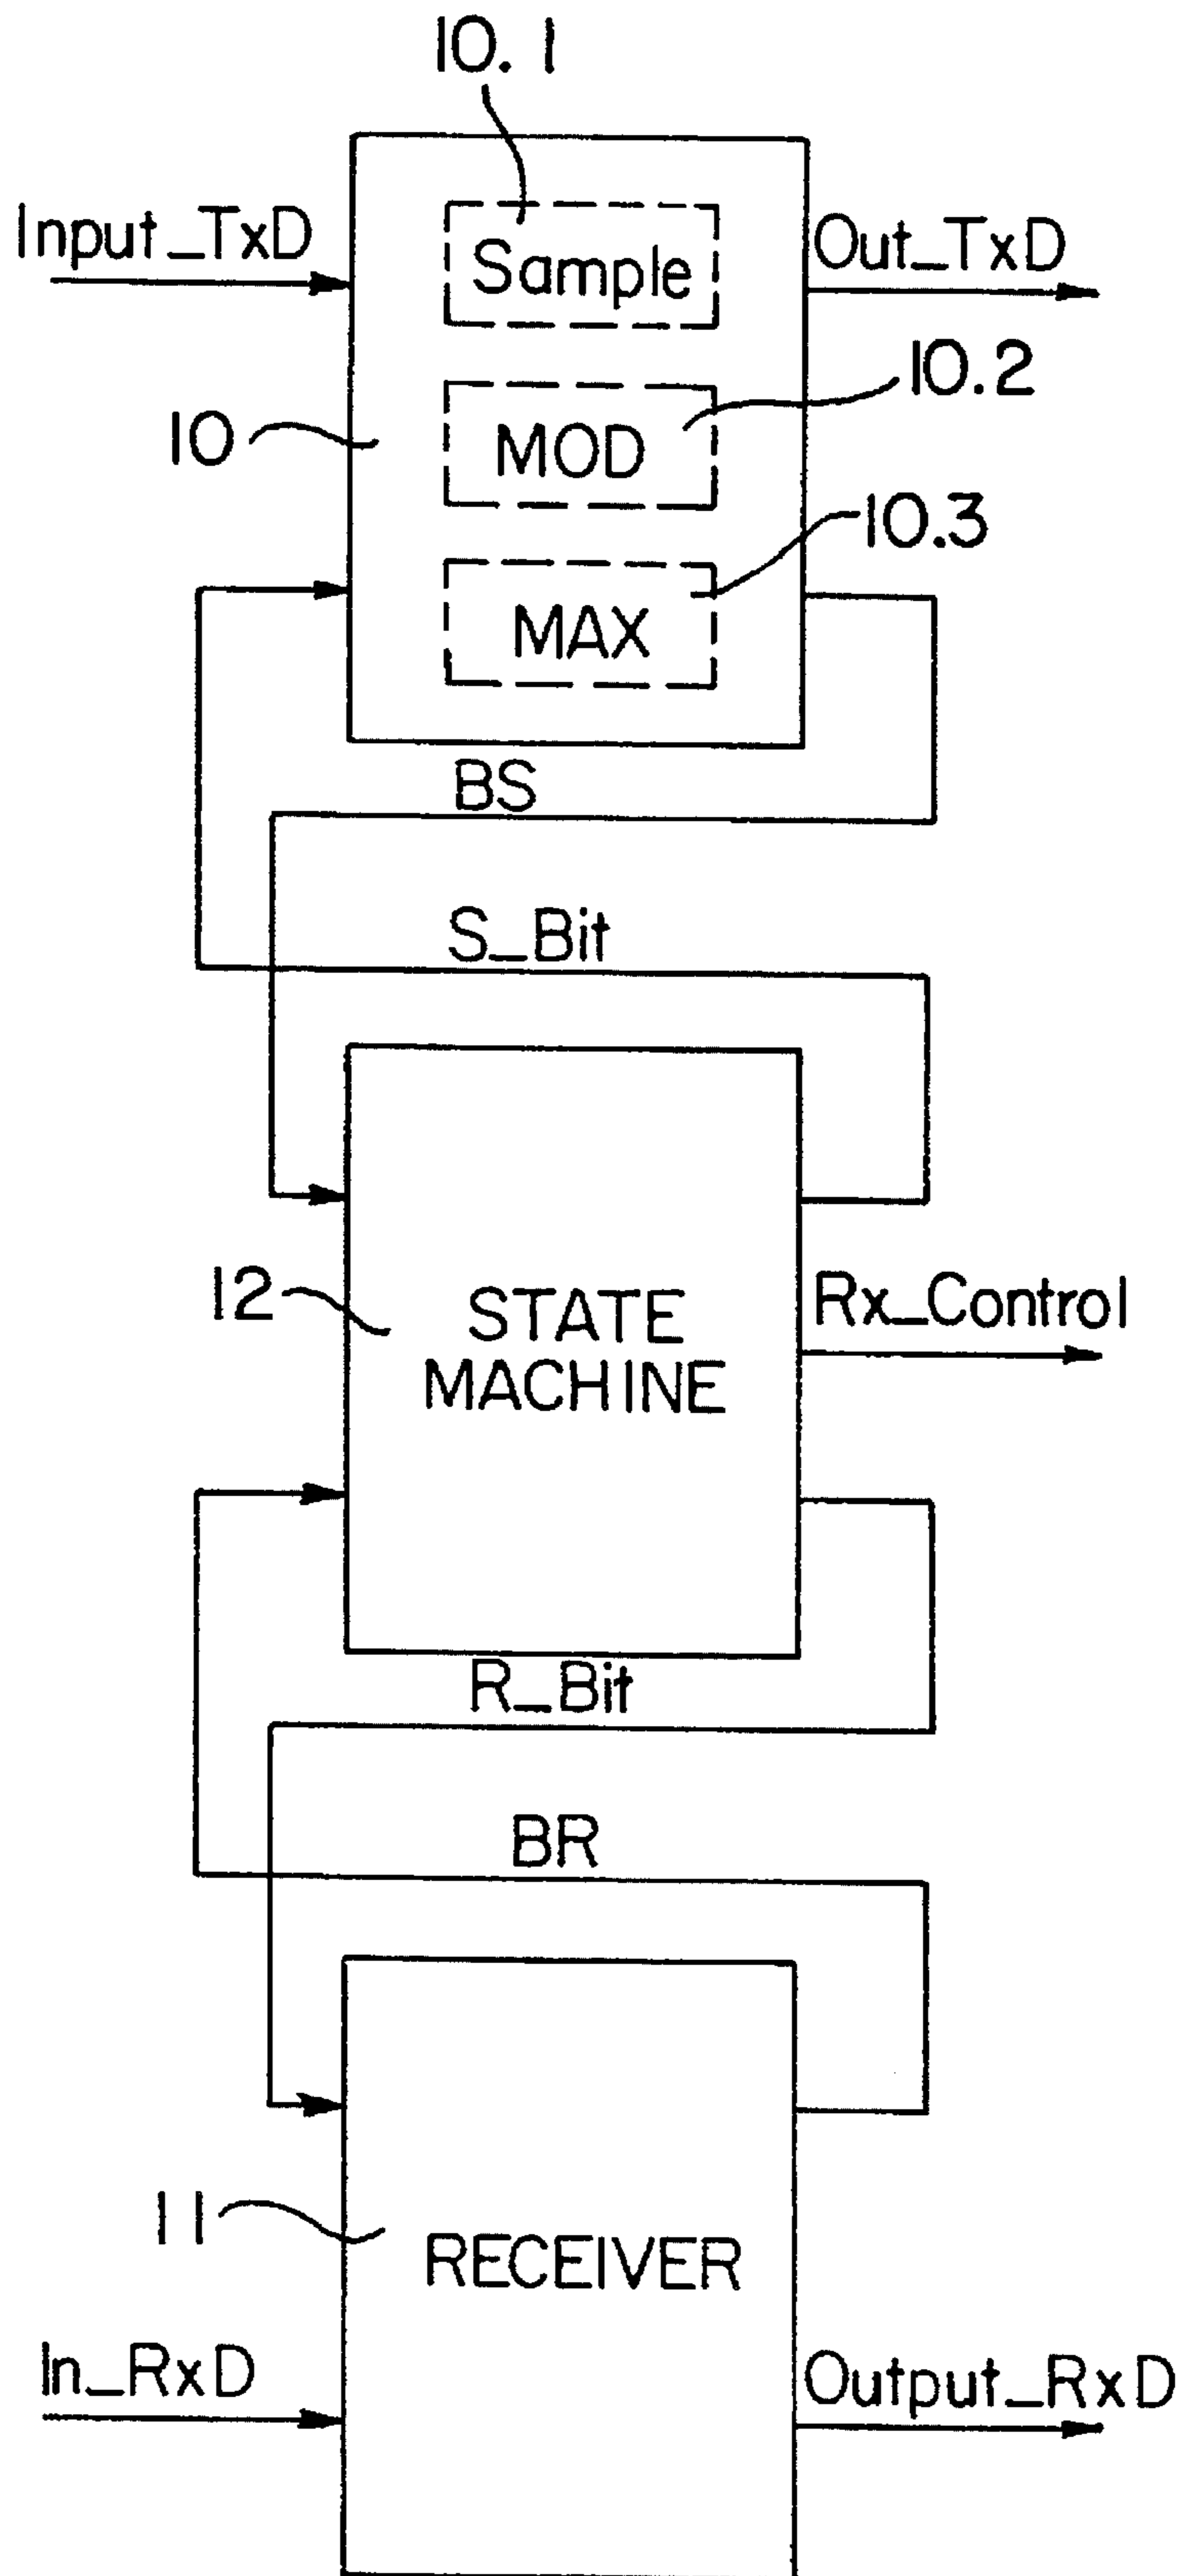 10.1
Input_TxD
Sample
Out_TxD
10.2
10
MOD
10.3
MAX
BS
S_Bit
12
STATE
MACHINE
Rx_Control
R_Bit
BR
11
RECEIVER
In_RxD
Output_RxD